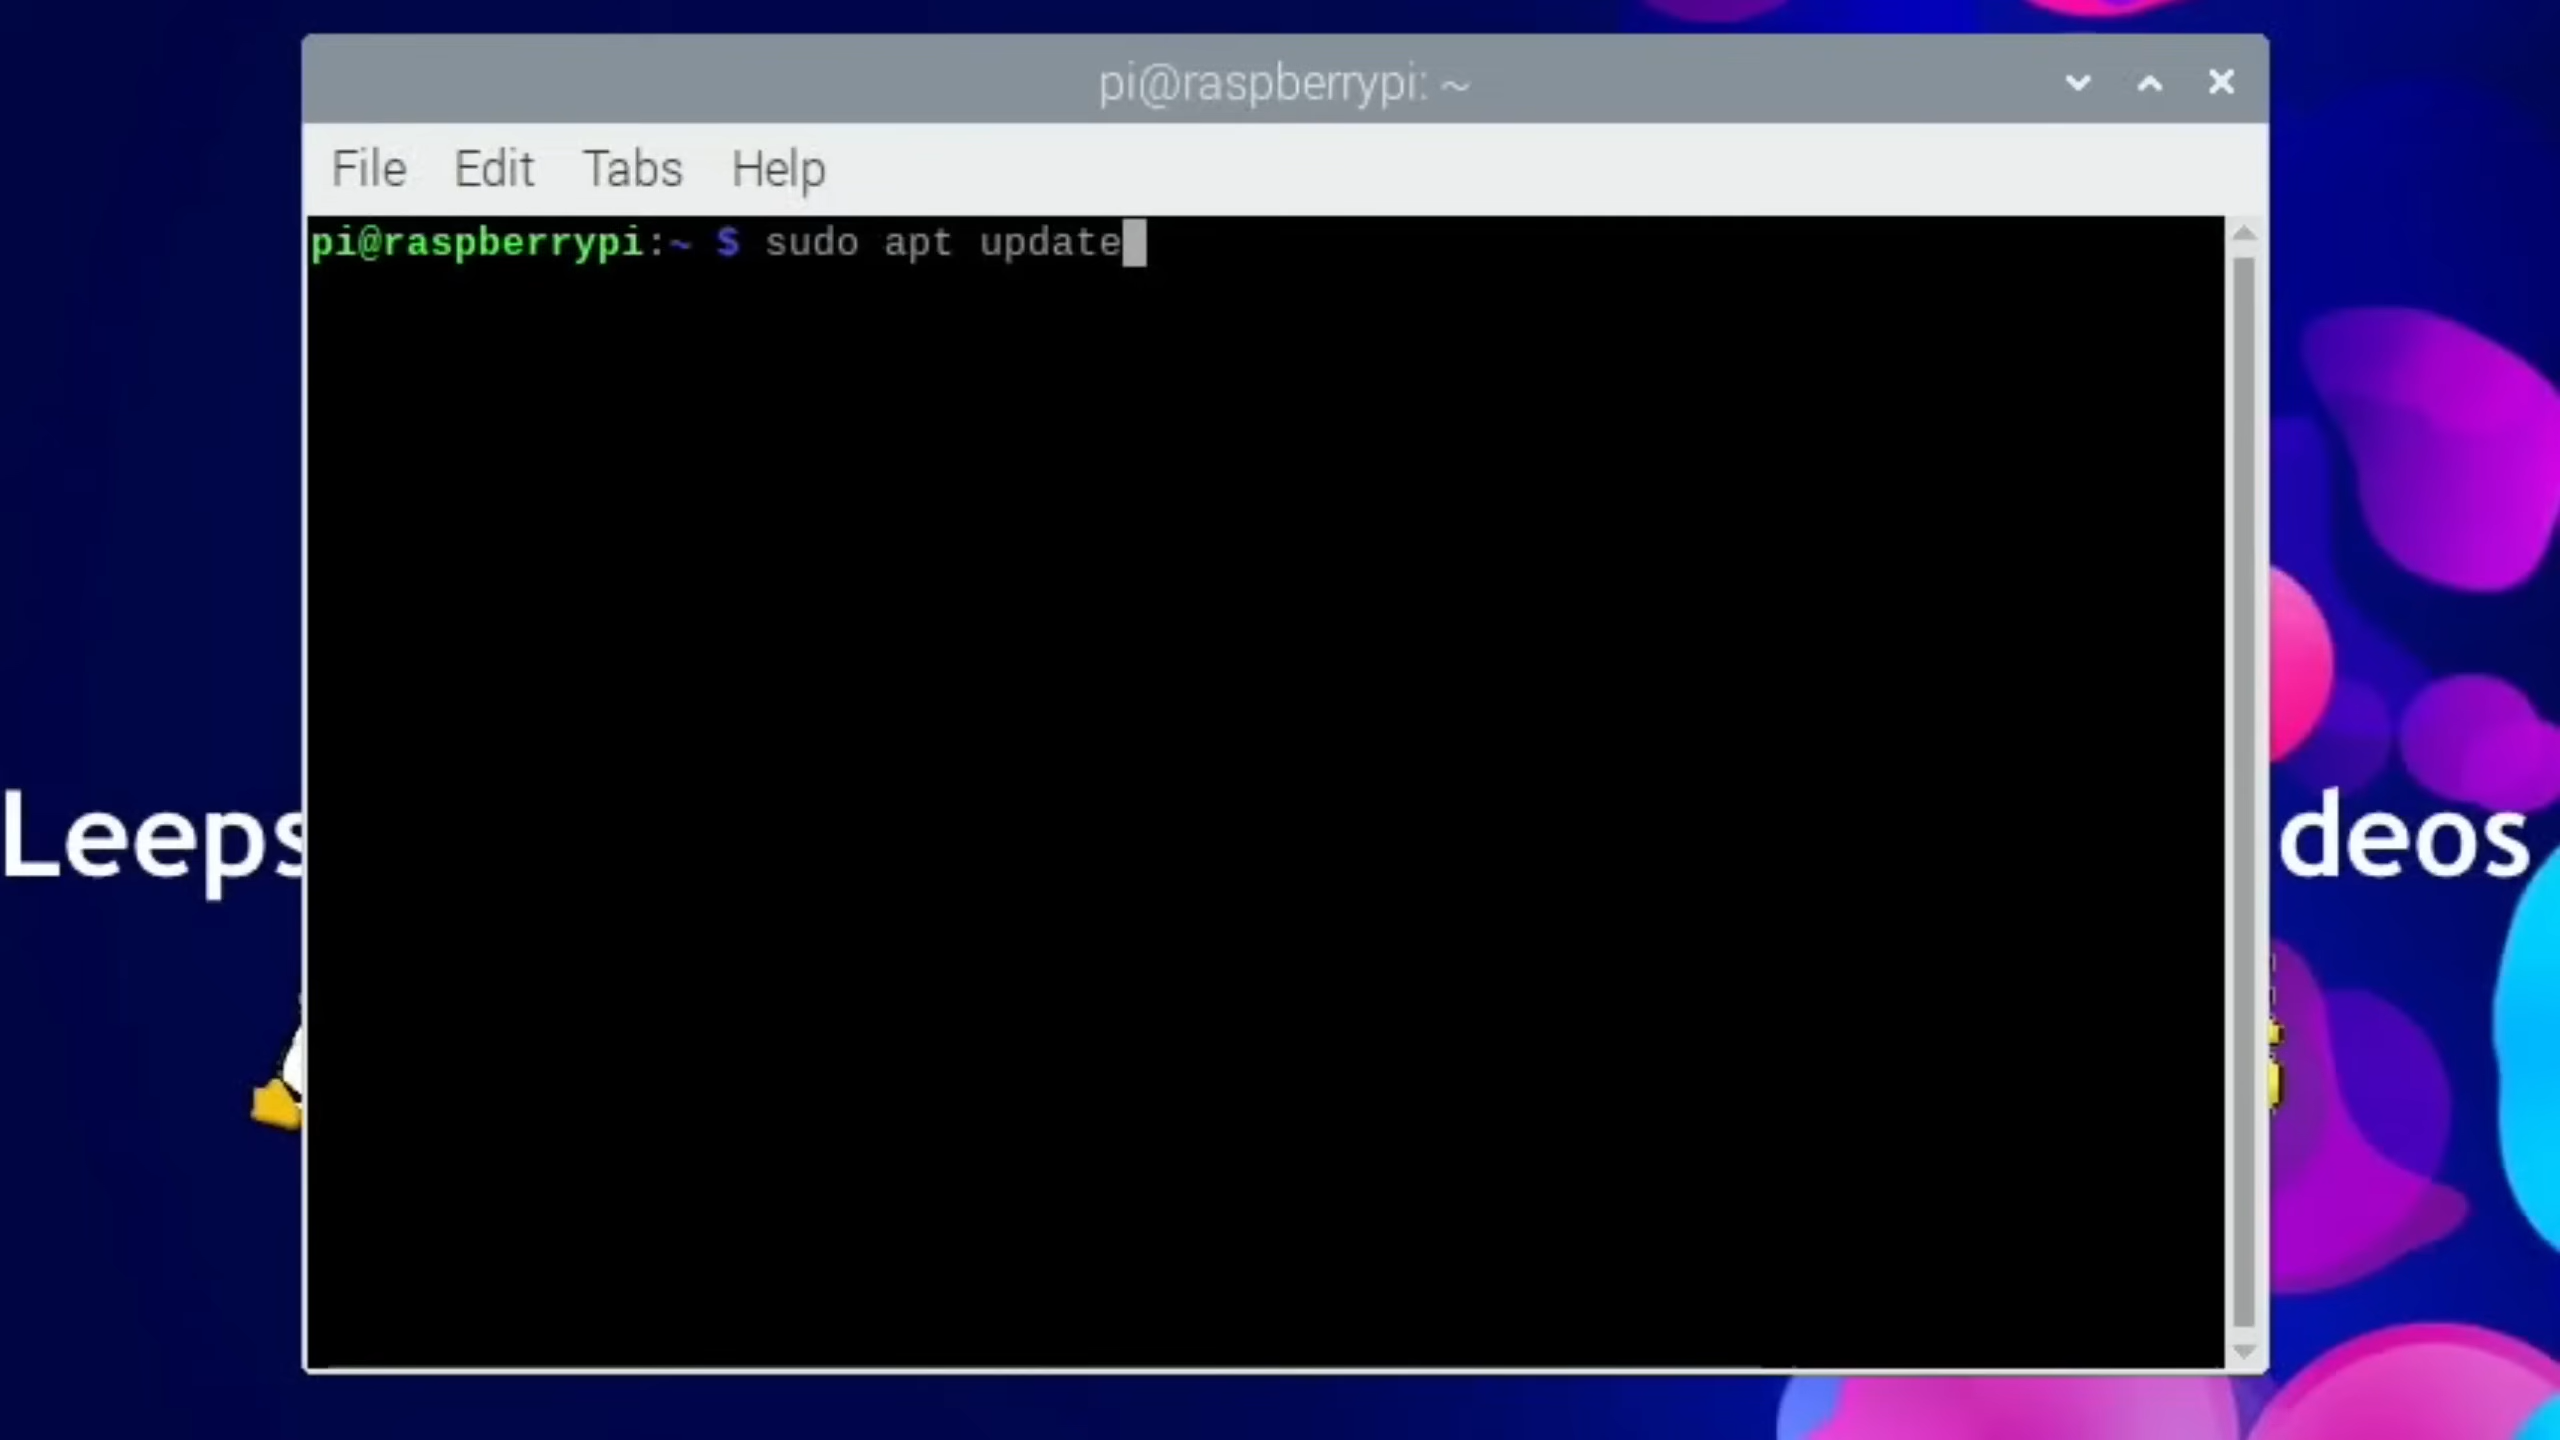 pi@raspberrypi: ~
File Edit Tabs Help
pi@raspberrypi:~ $ sudo apt update
Leeps
deos